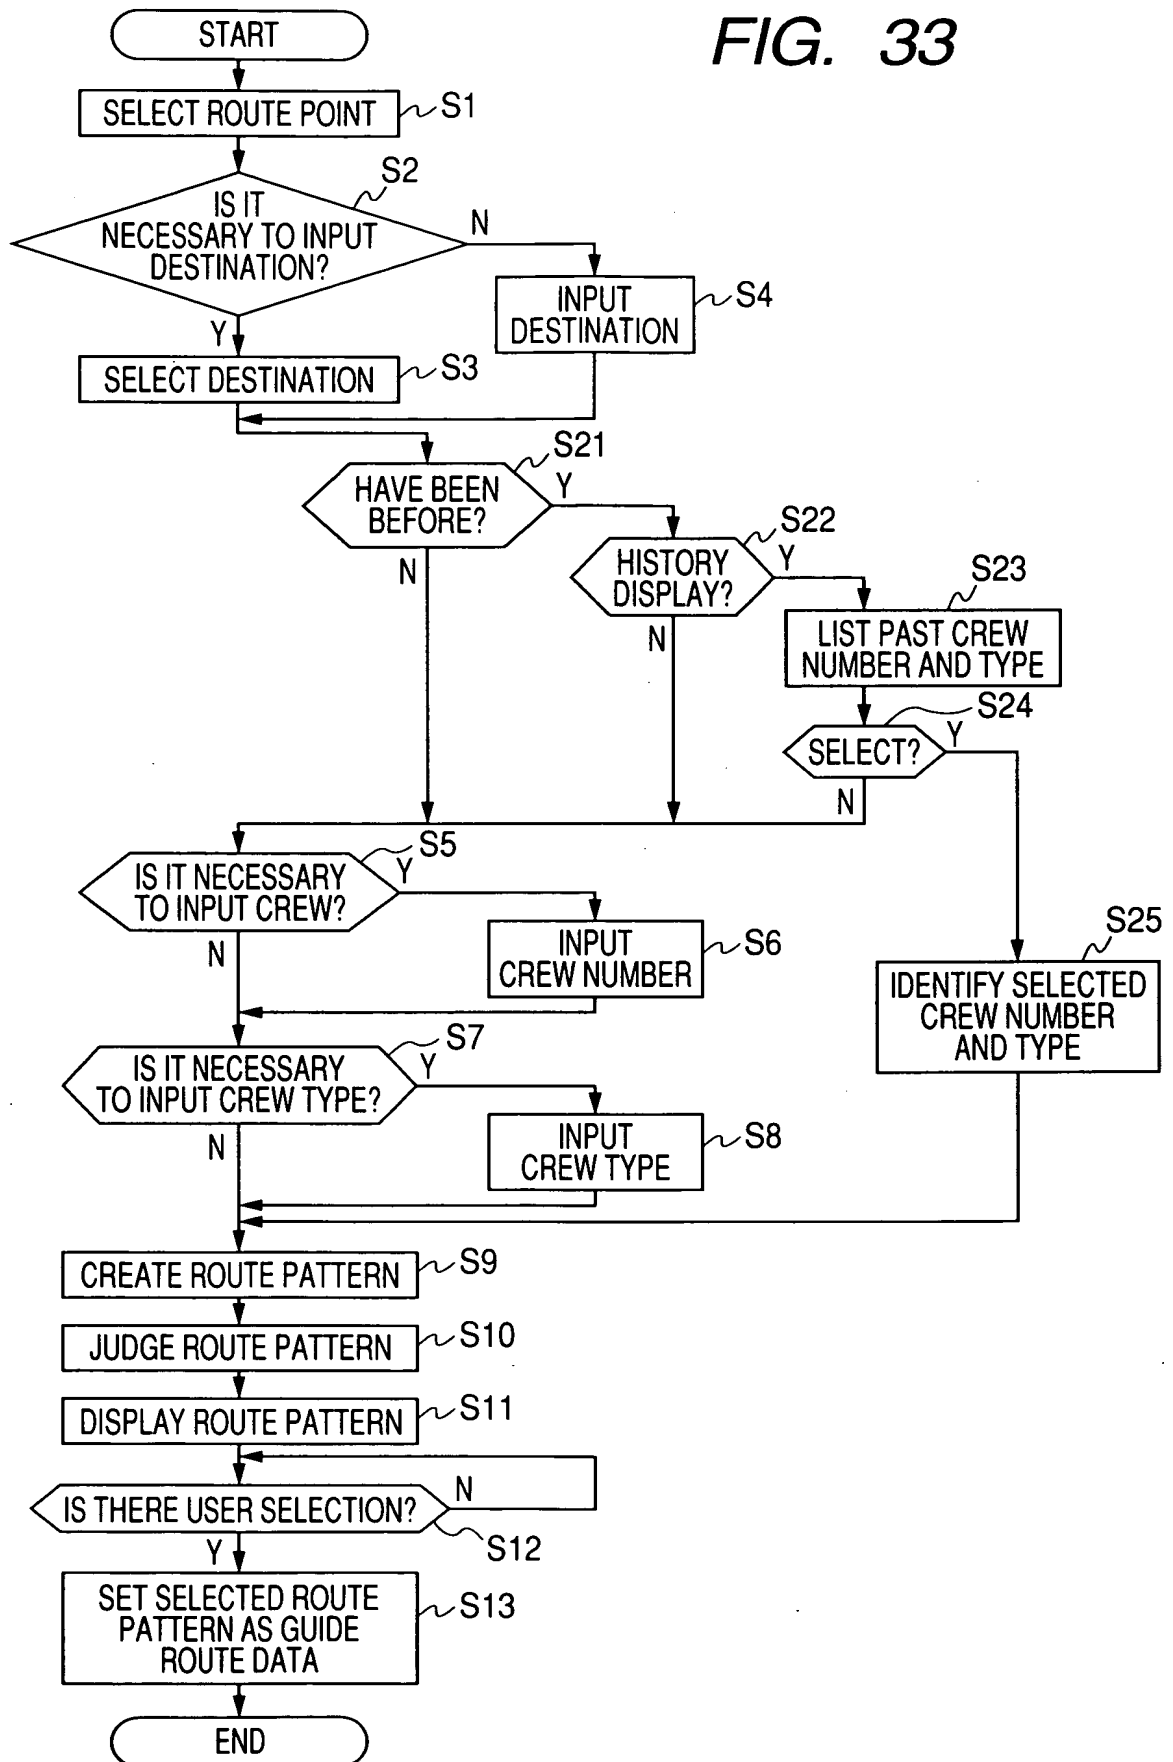 FIG. 33
START
SELECT ROUTE POINT
S1
S2
IS IT
NECESSARY TO INPUT
DESTINATION?
N
Y
INPUT
DESTINATION
S4
SELECT DESTINATION
S3
S21
HAVE BEEN
BEFORE?
Y
N
S22
HISTORY
DISPLAY?
Y
N
S23
LIST PAST CREW
NUMBER AND TYPE
S24
SELECT?
Y
N
S5
IS IT NECESSARY
TO INPUT CREW?
Y
N
INPUT
CREW NUMBER
S6
S25
IDENTIFY SELECTED
CREW NUMBER
AND TYPE
S7
IS IT NECESSARY
TO INPUT CREW TYPE?
Y
N
INPUT
CREW TYPE
S8
CREATE ROUTE PATTERN
S9
JUDGE ROUTE PATTERN
S10
DISPLAY ROUTE PATTERN
S11
IS THERE USER SELECTION?
N
S12
Y
SET SELECTED ROUTE
PATTERN AS GUIDE
ROUTE DATA
S13
END